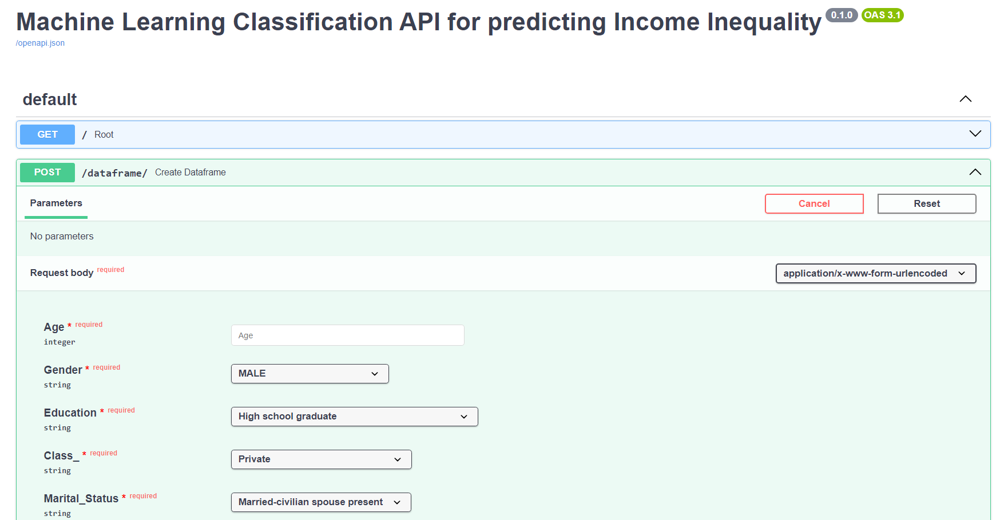 Machine Learning Classification API for predicting Income Inequality 0.1.0 OAS 3.1
/openapi.json
default
GET / Root
POST /dataframe/ Create Dataframe
Parameters Cancel Reset
No parameters
Request body required application/x-www-form-urlencoded
Age * required
integer
Age
Gender * required
string
MALE
Education * required
string
High school graduate
Class_ * required
string
Private
Marital_Status * required
string
Married-civilian spouse present